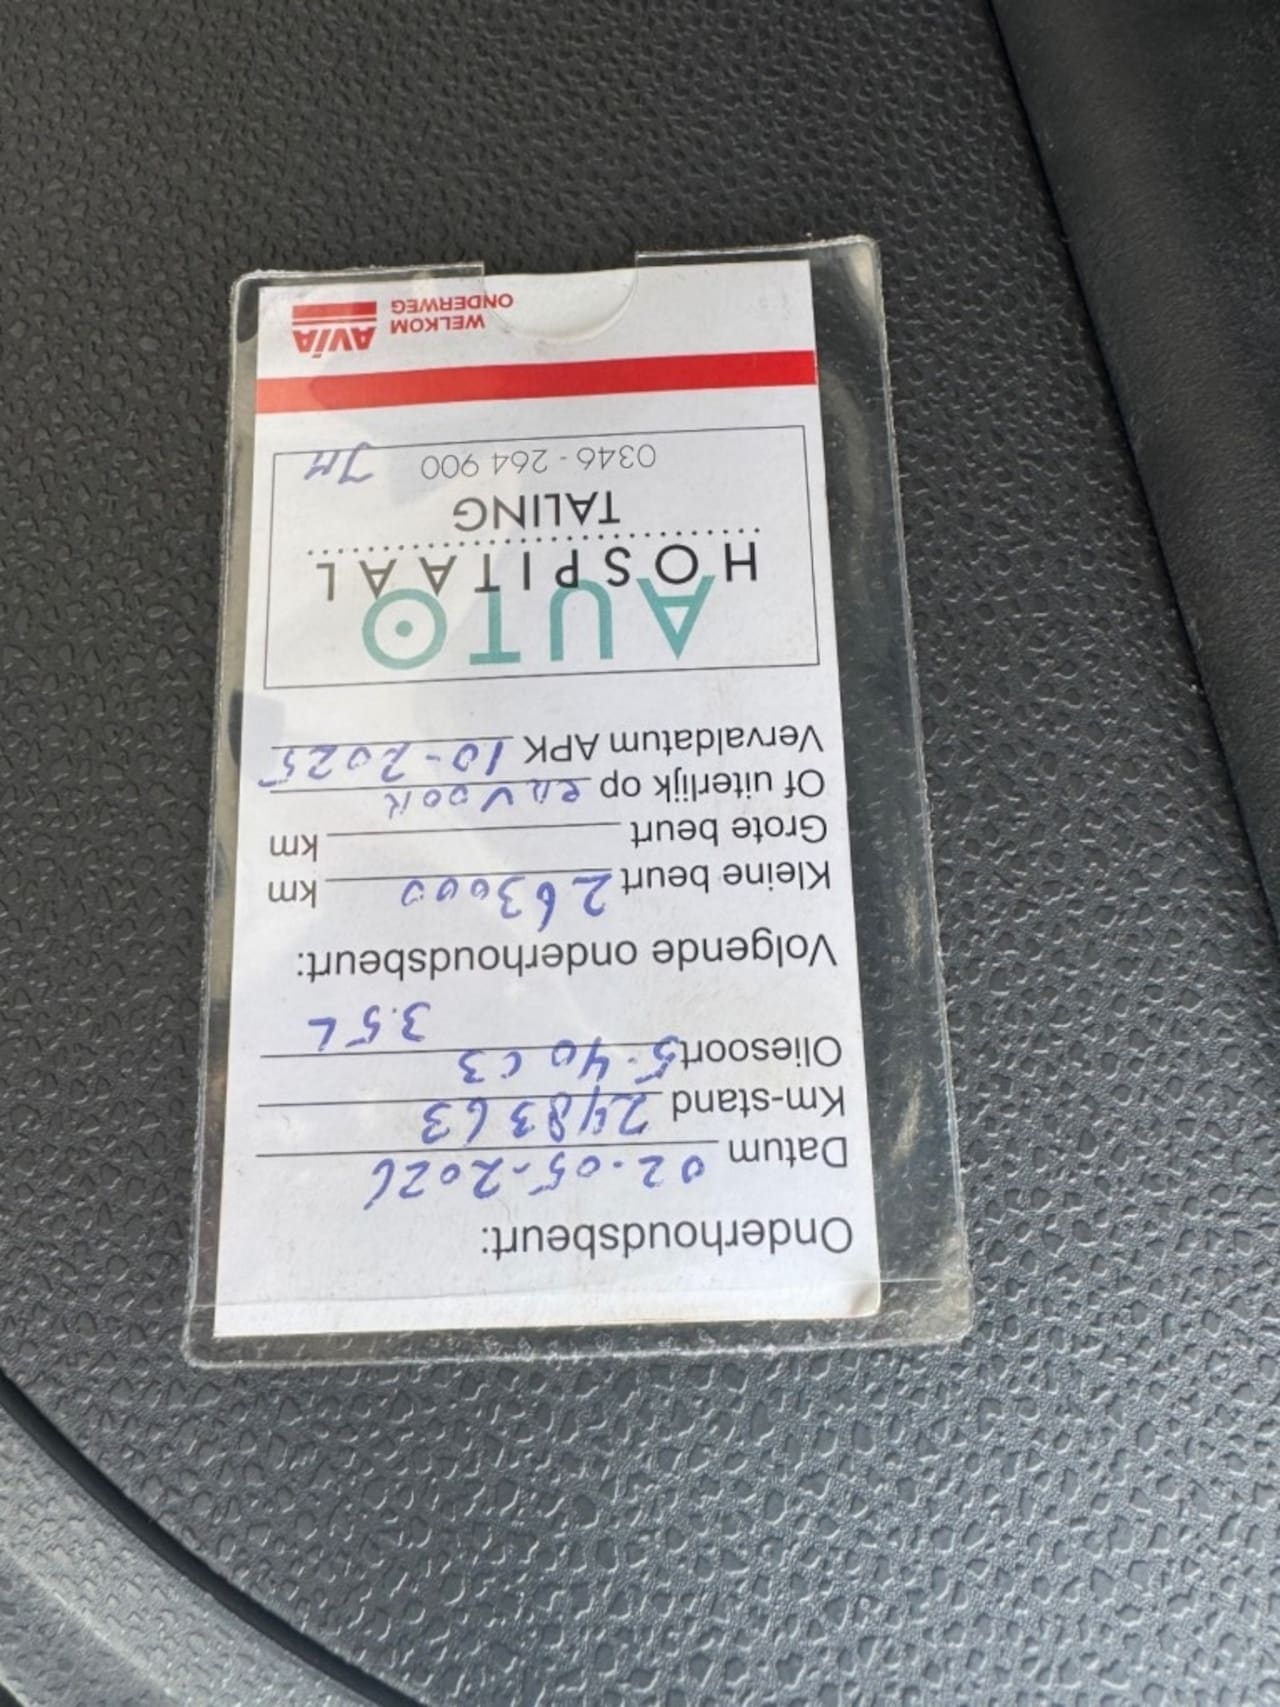 Onderhoudsbeurt:
Datum 02-05-2026
Km-stand 248363
Oliesoort 5-40 C3
3.5 L
Volgende onderhoudsbeurt:
Kleine beurt 263000 km
Grote beurt km
Of uiterlijk op
Vervaldatum APK 10-2025
AUTO
HOSPITAAL
TALING
0346 - 264 900
WELKOM
ONDERWEG
AVIA